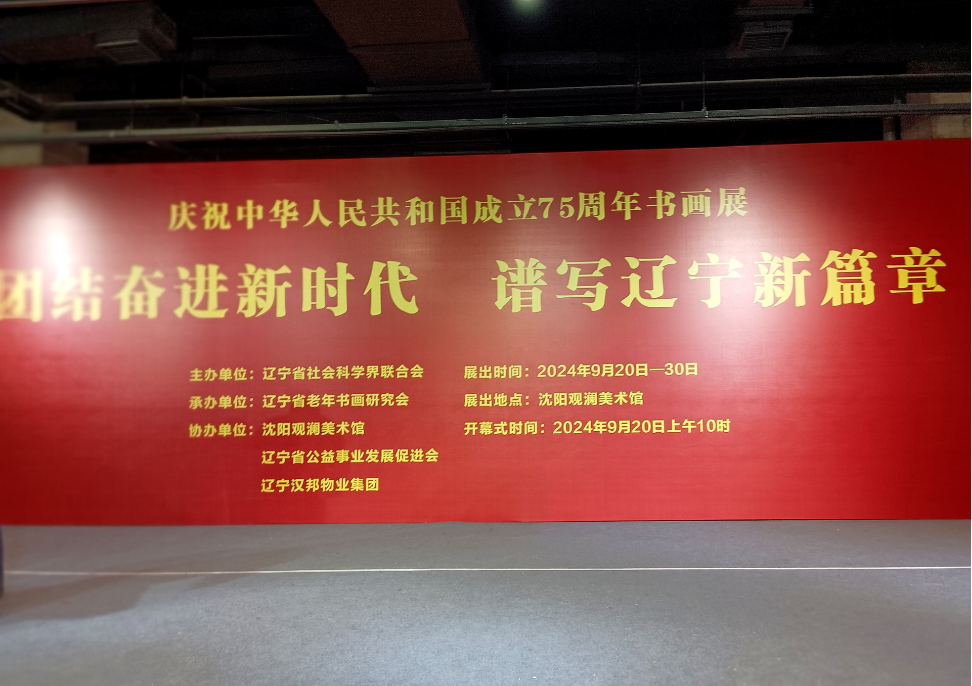 庆祝中华人民共和国成立75周年书画展
团结奋进新时代 谱写辽宁新篇章
主办单位：辽宁省社会科学界联合会
承办单位：辽宁省老年书画研究会
协办单位：沈阳观澜美术馆
辽宁省公益事业发展促进会
辽宁汉邦物业集团
展出时间：2024年9月20日—30日
展出地点：沈阳观澜美术馆
开幕式时间：2024年9月20日上午10时